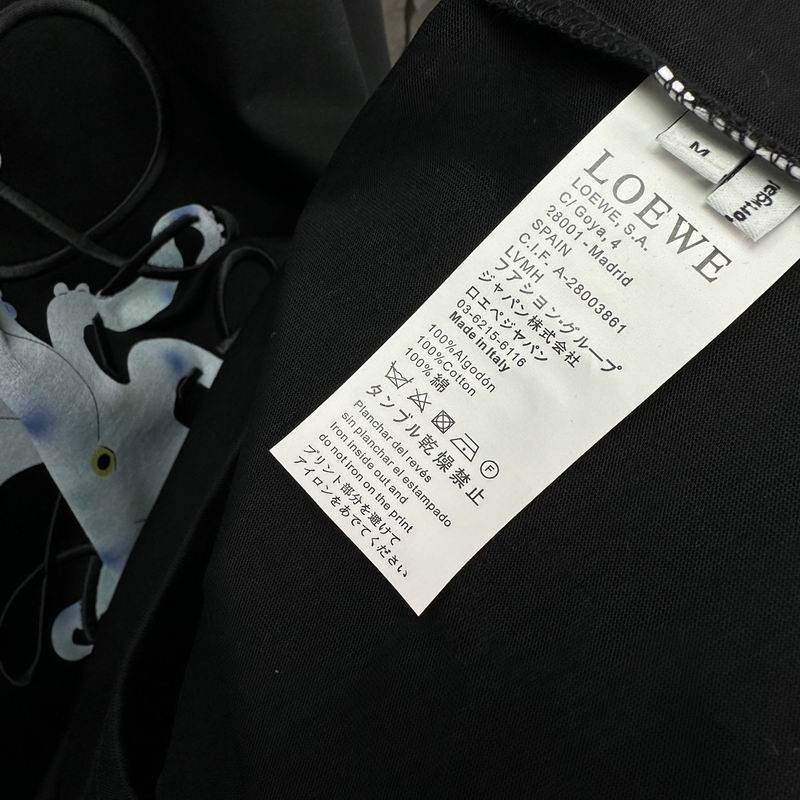 M
original
LOEWE
LOEWE, S.A.
C/ Goya, 4
28001 - Madrid
SPAIN
C.I.F. A-28003861
LVMH
ファシヨン・グループ
ジャパン株式会社
ロエベジャパン
03-6215-6116
Made in Italy
100%Algodón
100%Cotton
100% 綿
F
タンブル乾燥禁止
Planchar del revés
sin planchar el estampado
Iron inside out and
do not iron on the print
プリント部分を避けて
アイロンをあててください